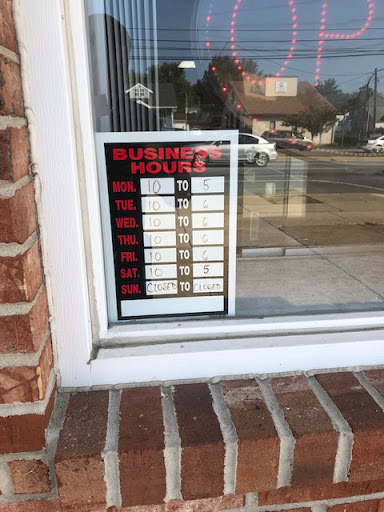 OP
BUSINESS
HOURS
MON. 10 TO 5
TUE. 10 TO 6
WED. 10 TO 6
THU. 10 TO 6
FRI. 10 TO 6
SAT. 10 TO 5
SUN. CLOSED TO CLOSED